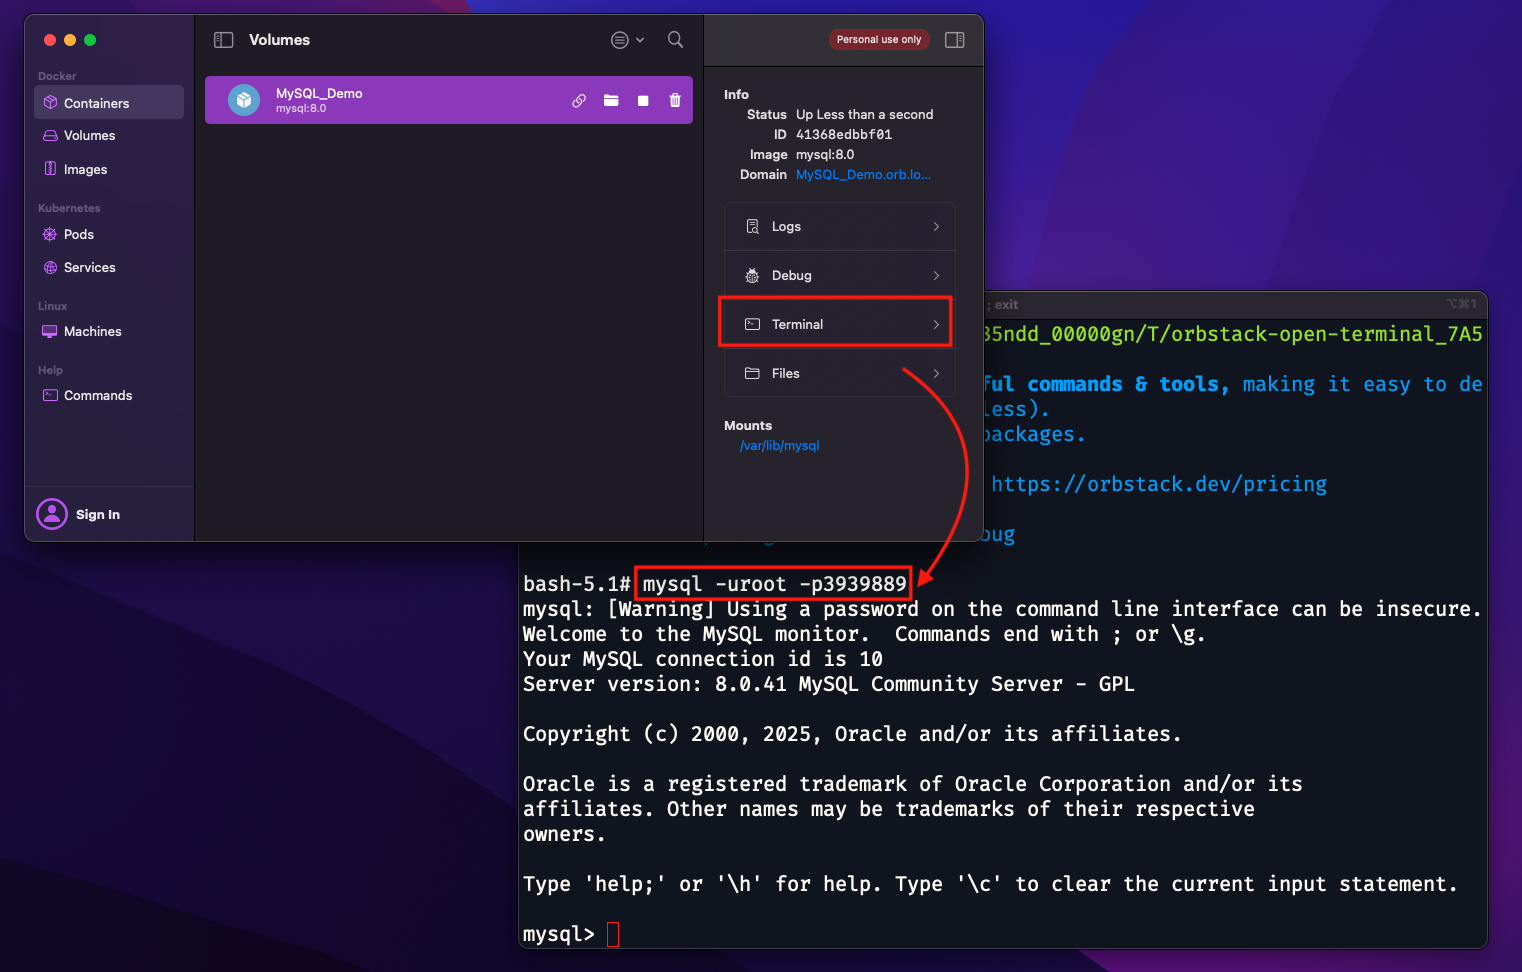 Volumes
Personal use only
Docker
Containers
Volumes
Images
Kubernetes
Pods
Services
Linux
Machines
Help
Commands
Sign In
MySQL_Demo
mysql:8.0
Info
Status Up Less than a second
ID 41368edbbf01
Image mysql:8.0
Domain MySQL_Demo.orb.lo...
Logs
Debug
Terminal
Files
Mounts
/var/lib/mysql
; exit ⌥⌘1
35ndd_00000gn/T/orbstack-open-terminal_7A5
ful commands & tools, making it easy to de
less).
packages.
https://orbstack.dev/pricing
bug
bash-5.1# mysql -uroot -p3939889
mysql: [Warning] Using a password on the command line interface can be insecure.
Welcome to the MySQL monitor.  Commands end with ; or \g.
Your MySQL connection id is 10
Server version: 8.0.41 MySQL Community Server - GPL
Copyright (c) 2000, 2025, Oracle and/or its affiliates.
Oracle is a registered trademark of Oracle Corporation and/or its
affiliates. Other names may be trademarks of their respective
owners.
Type 'help;' or '\h' for help. Type '\c' to clear the current input statement.
mysql>